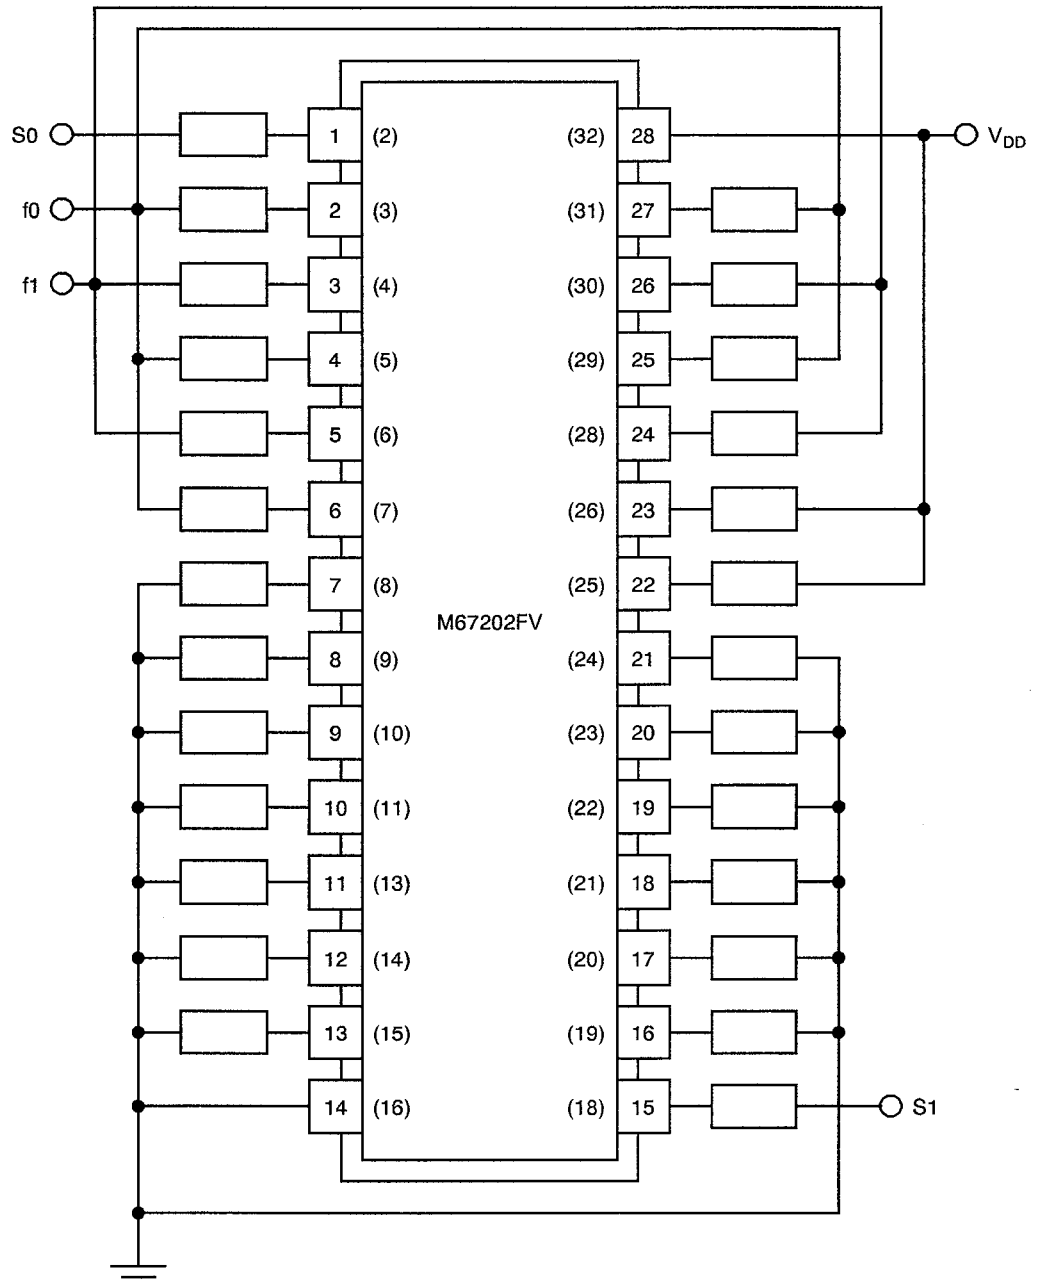 S0 1 (2) (32) 28 VDD
f0 2 (3) (31) 27
f1 3 (4) (30) 26
4 (5) (29) 25
5 (6) (28) 24
6 (7) (26) 23
7 (8) (25) 22
M67202FV
8 (9) (24) 21
9 (10) (23) 20
10 (11) (22) 19
11 (13) (21) 18
12 (14) (20) 17
13 (15) (19) 16
14 (16) (18) 15 S1